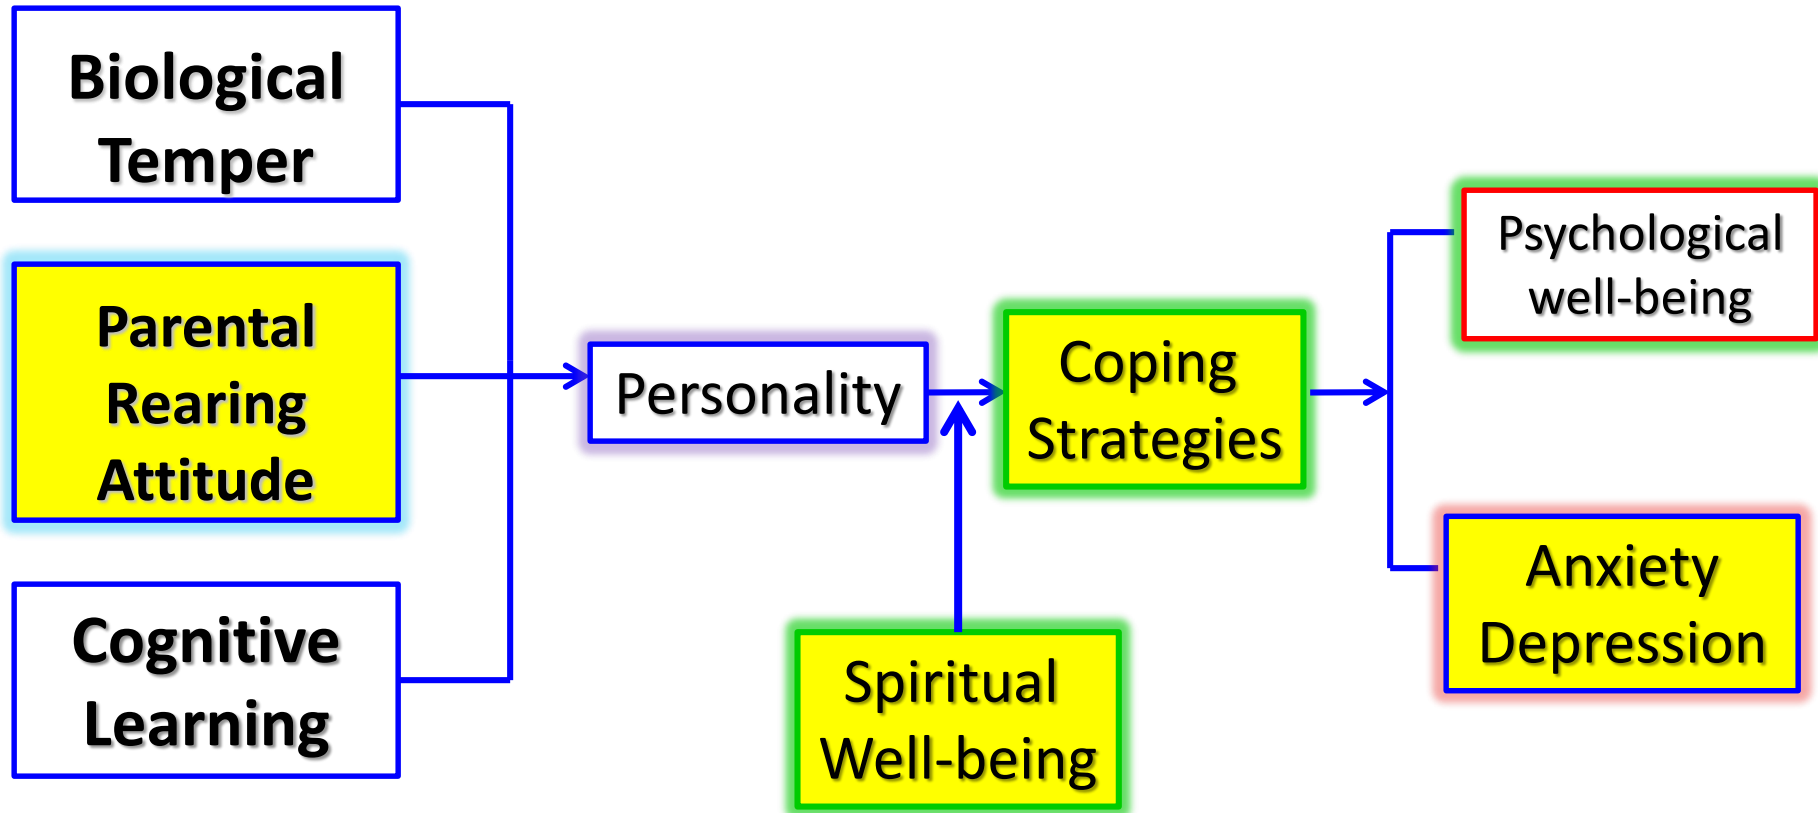 Biological
Temper
Parental
Rearing
Attitude
Cognitive
Learning
Personality
Coping
Strategies
Spiritual
Well-being
Psychological
well-being
Anxiety
Depression